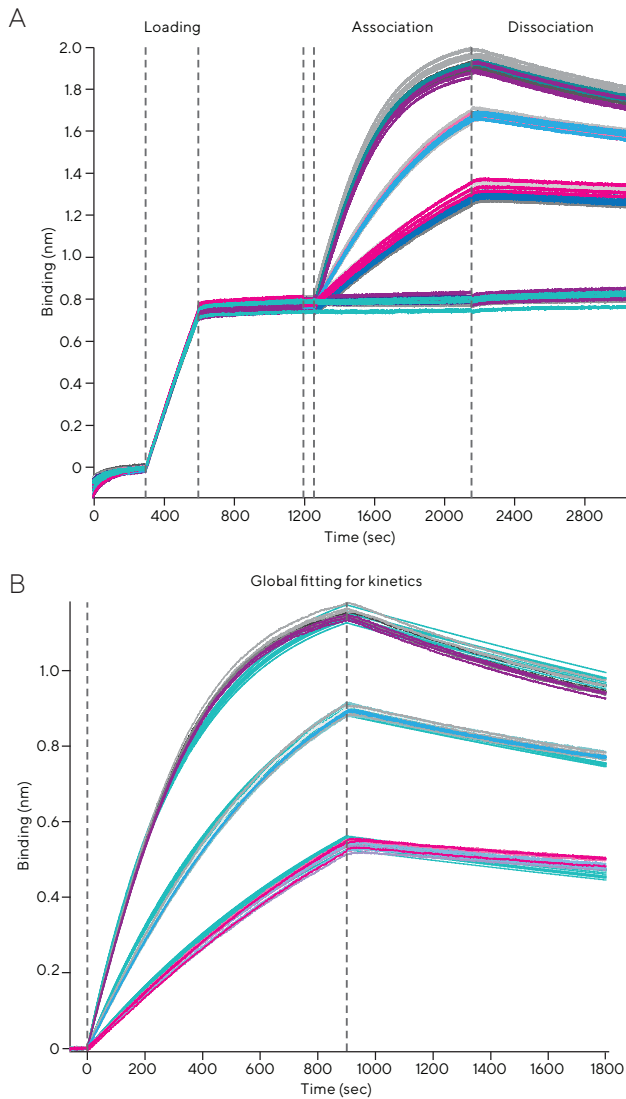 A
Loading
Association
Dissociation
2.0
1.8
1.6
1.4
1.2
1.0
0.8
0.6
0.4
0.2
0
Binding (nm)
0 400 800 1200 1600 2000 2400 2800
Time (sec)
B
Global fitting for kinetics
1.0
0.8
0.6
0.4
0.2
0
Binding (nm)
0 200 400 600 800 1000 1200 1400 1600 1800
Time (sec)